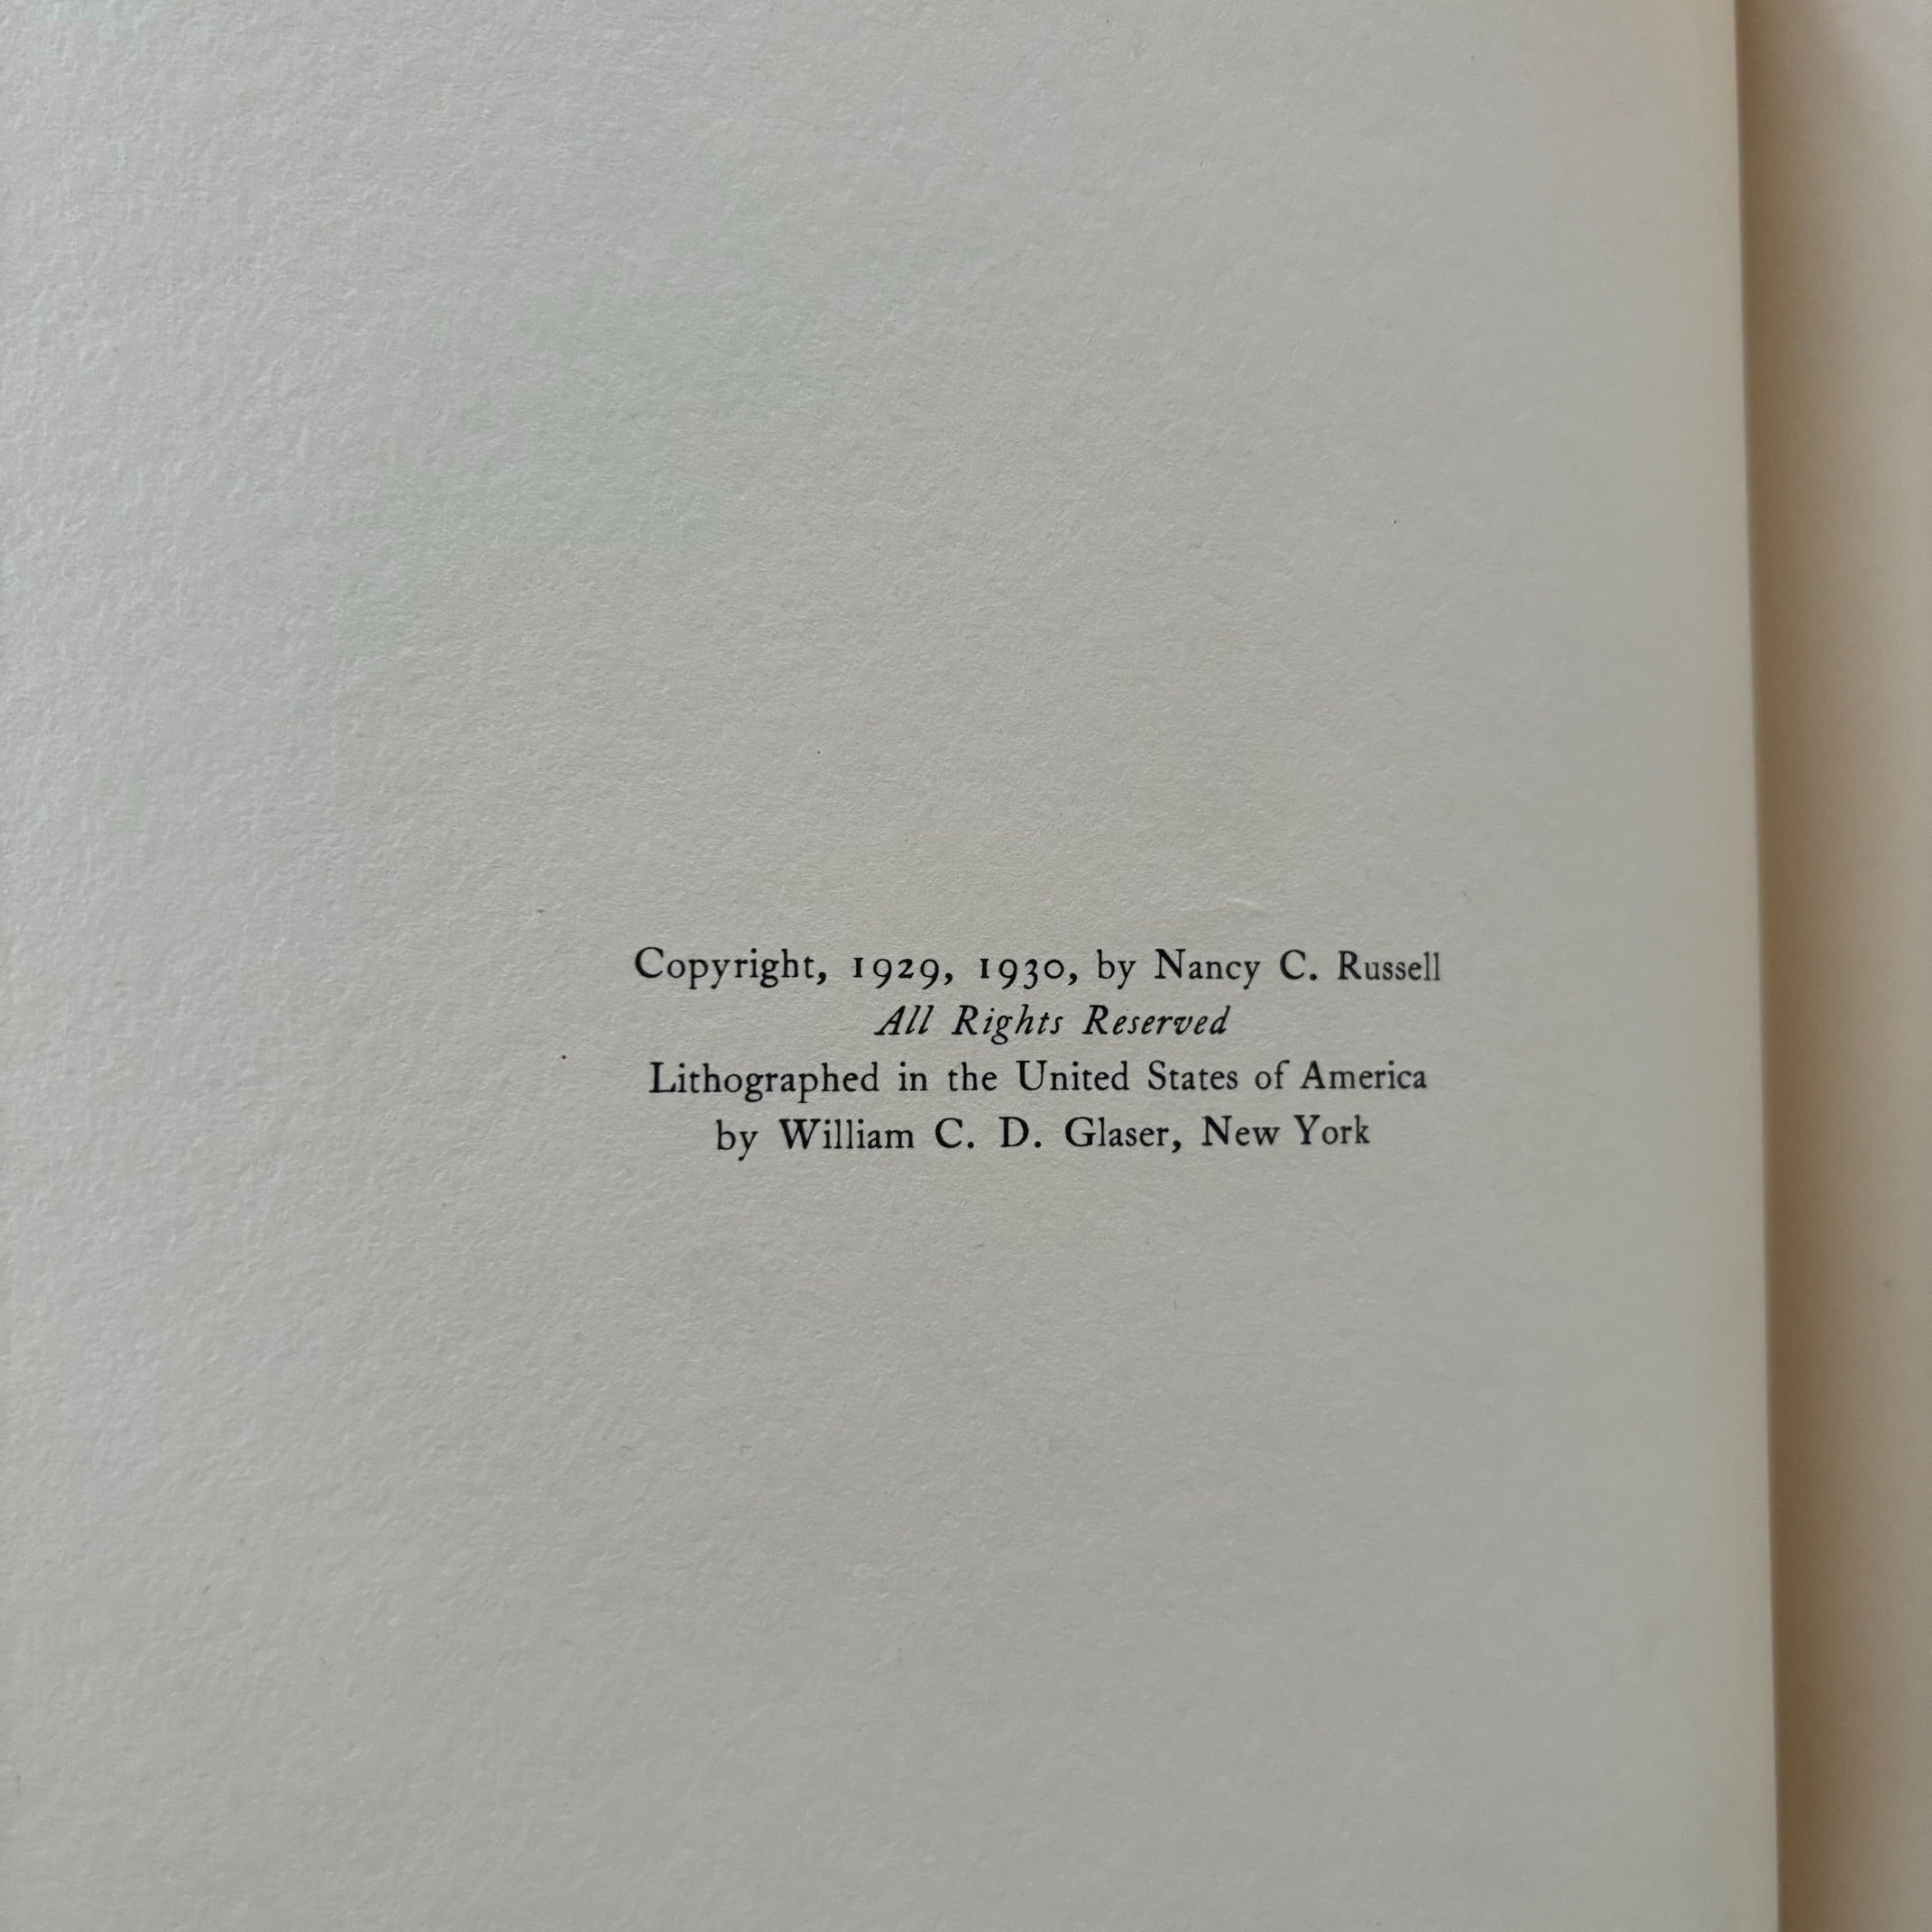 Copyright, 1929, 1930, by Nancy C. Russell
All Rights Reserved
Lithographed in the United States of America
by William C. D. Glaser, New York